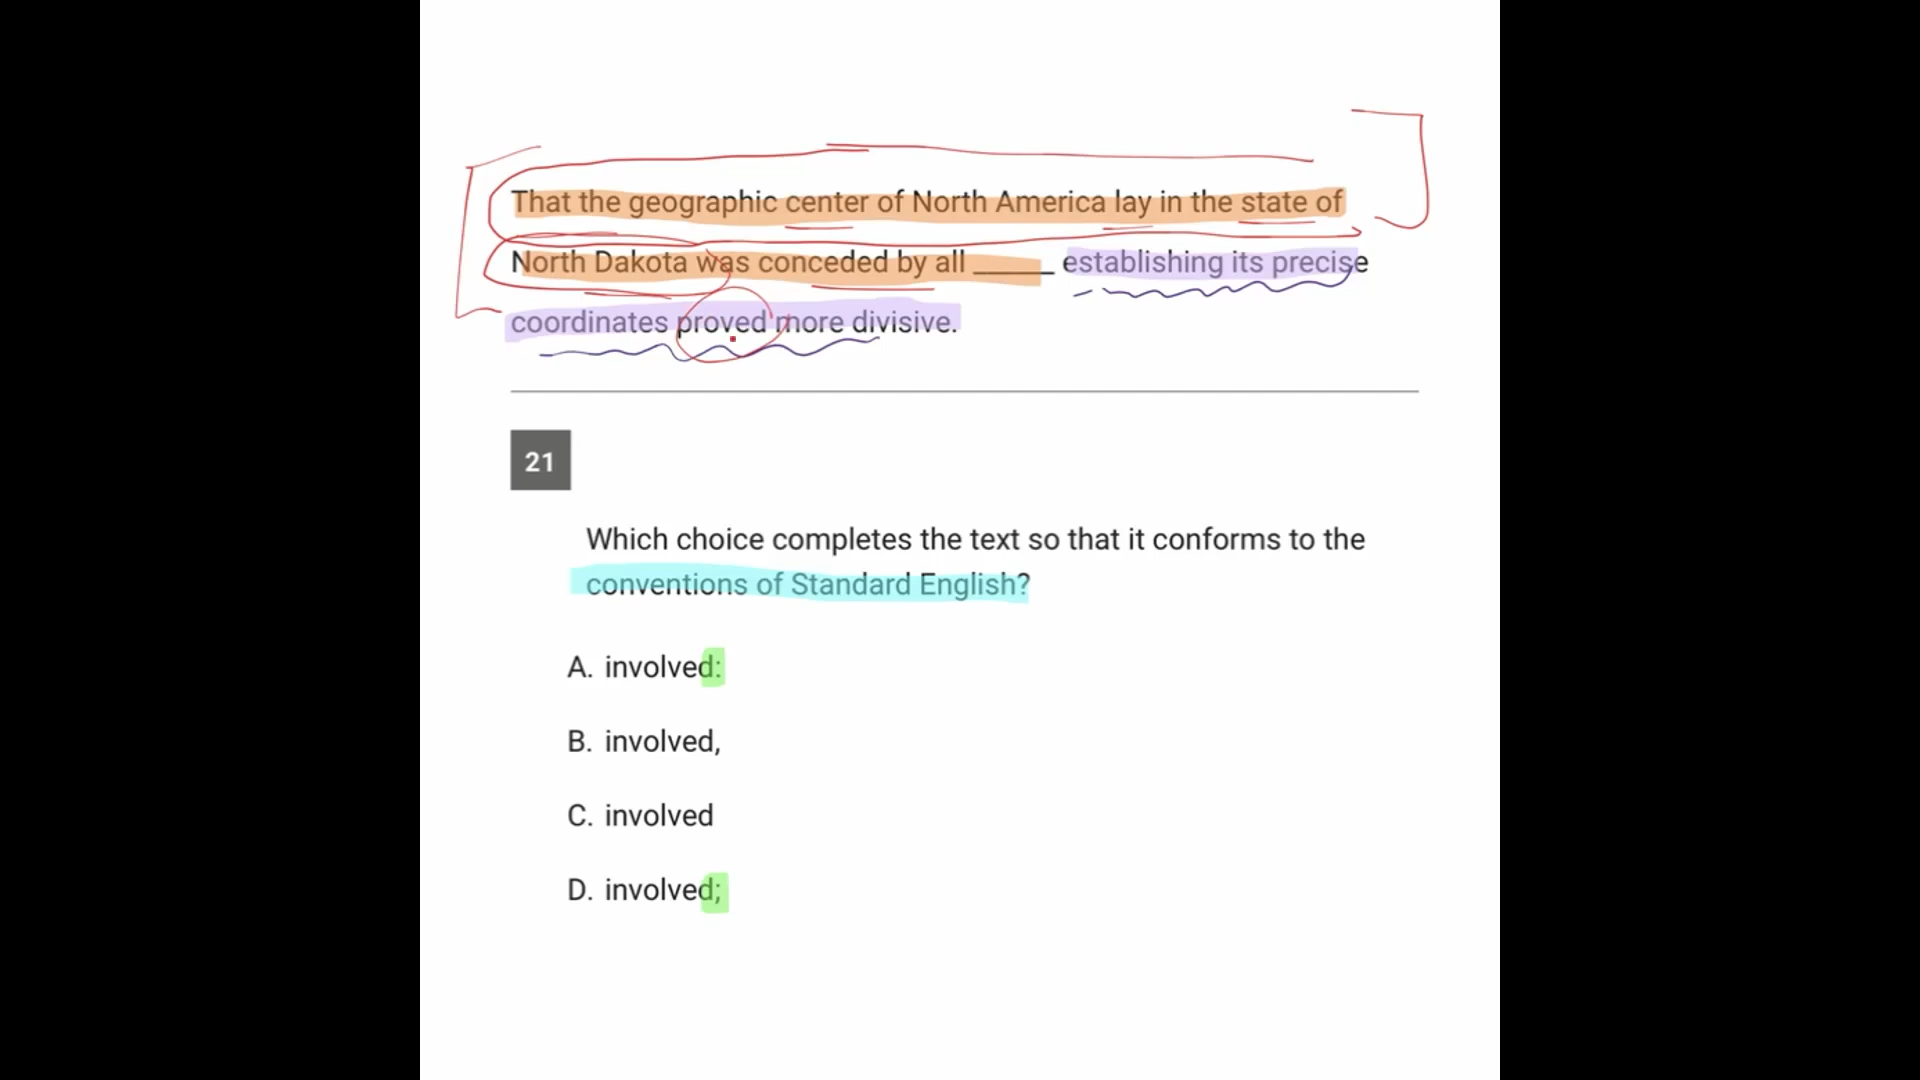 That the geographic center of North America lay in the state of
North Dakota was conceded by all ______ establishing its precise
coordinates proved more divisive.
21
Which choice completes the text so that it conforms to the
conventions of Standard English?
A. involved:
B. involved,
C. involved
D. involved;